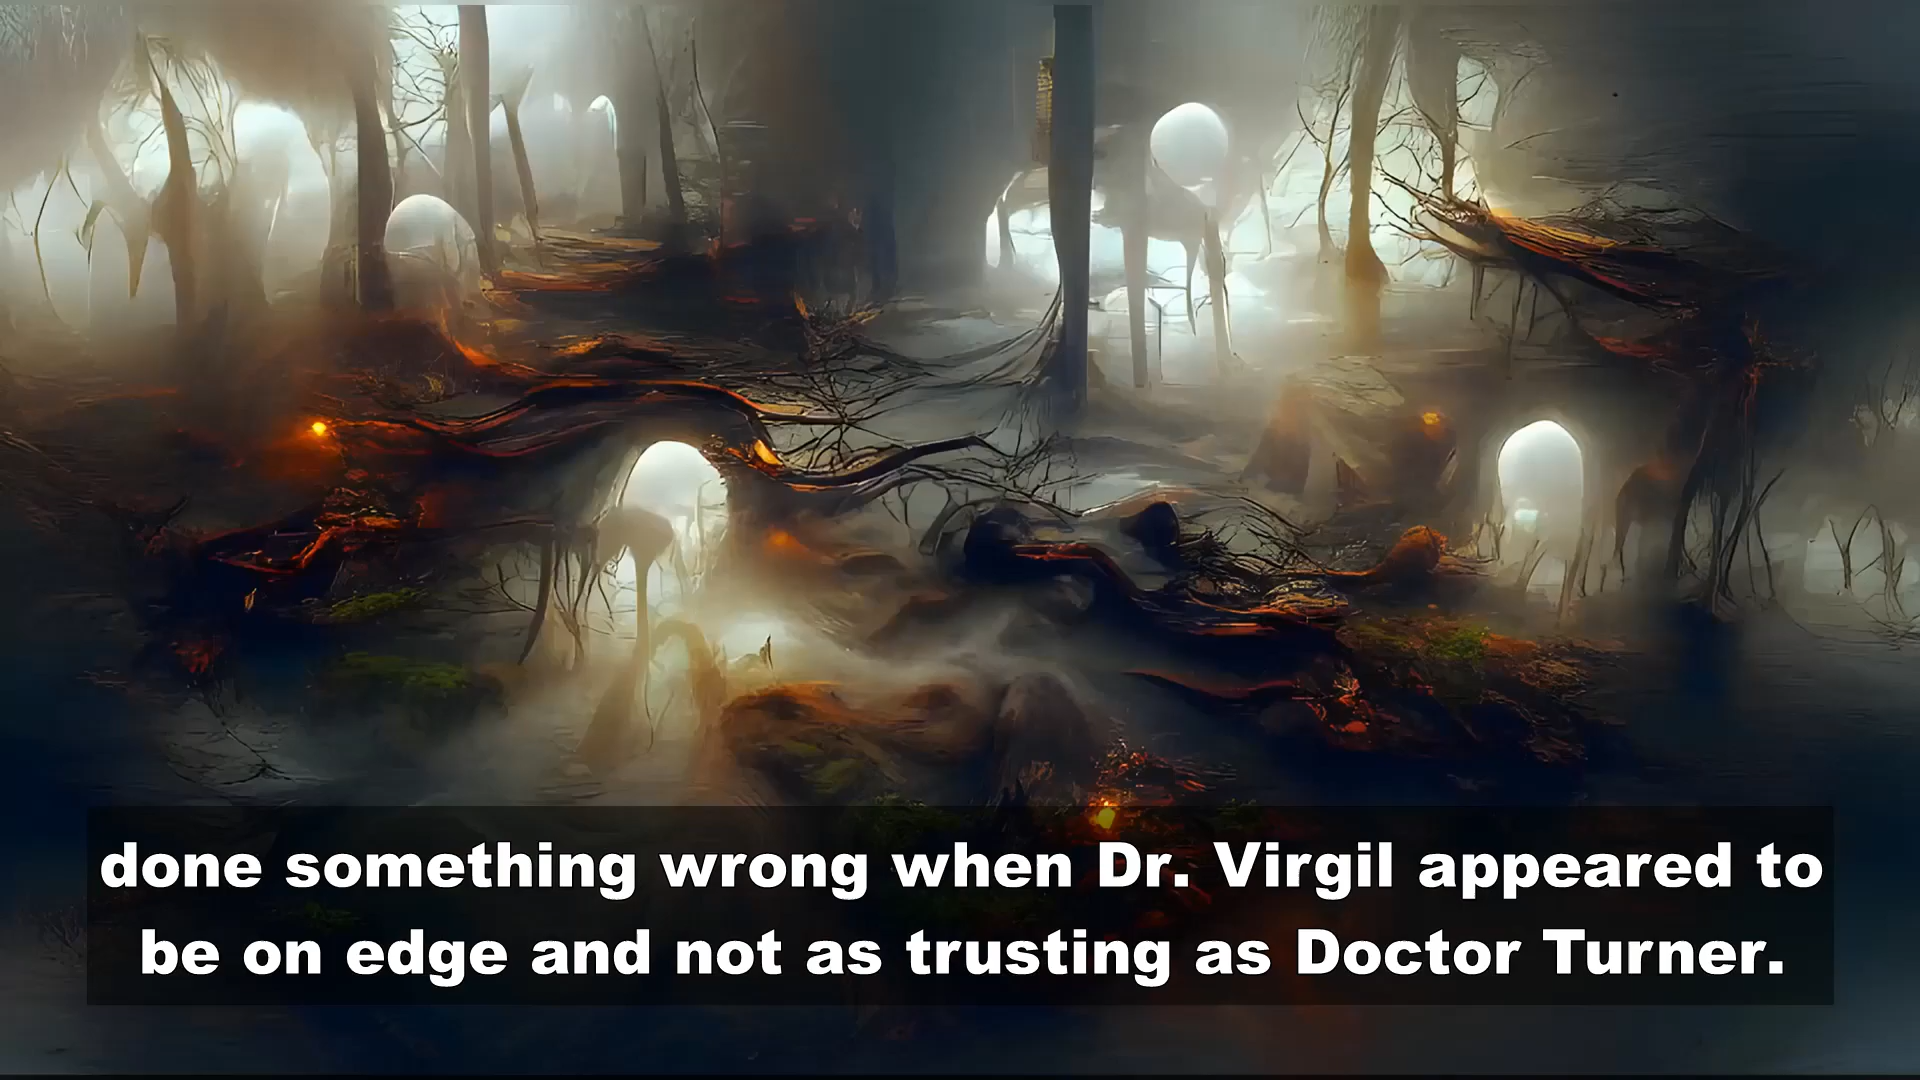 done something wrong when Dr. Virgil appeared to
be on edge and not as trusting as Doctor Turner.